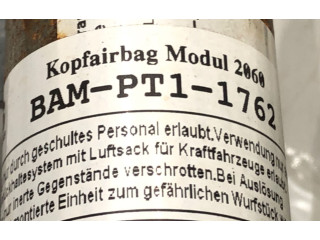 Kopfairbag Modul 2060
BAM-PT1-1762
durch geschultes Personal erlaubt.Verwendung
mit Luftsack für Kraftfahrzeuge erlaub
inerte Gegenstände verschrotten.Bei Auslösung
montierte Einheit zum gefährlichen Wurfstück